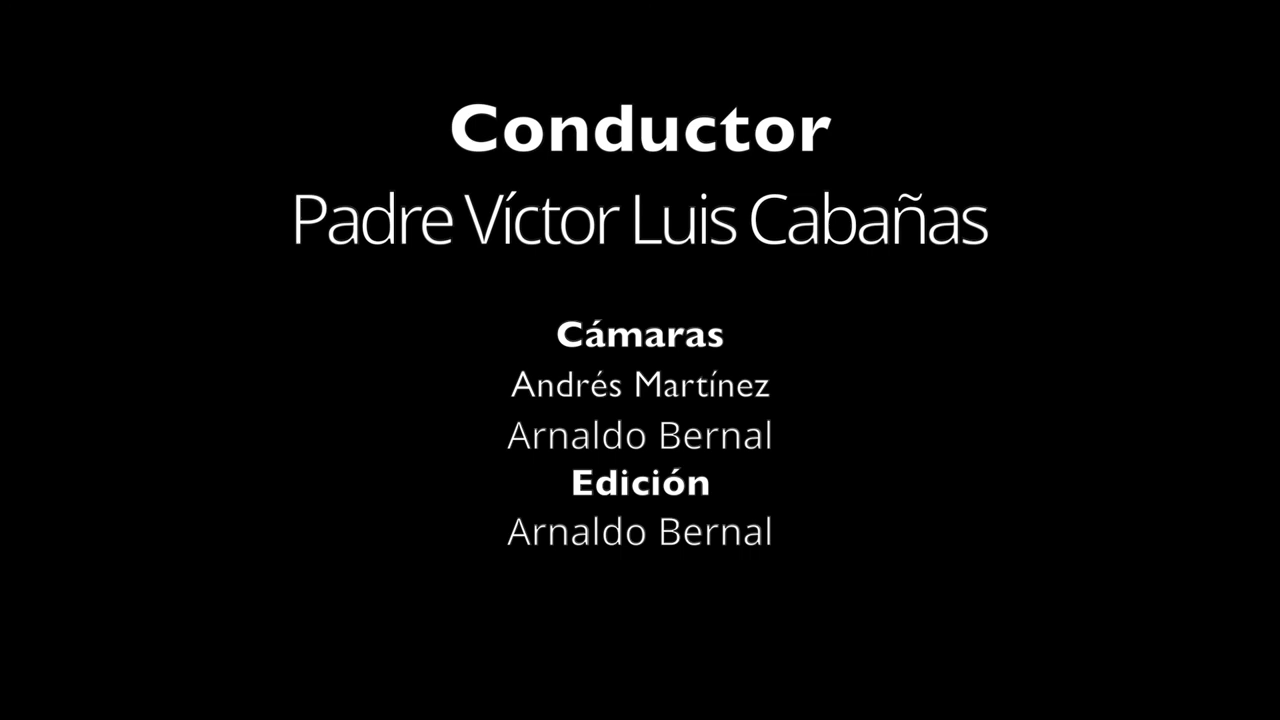 Conductor
Padre Víctor Luis Cabañas
Cámaras
Andrés Martínez
Arnaldo Bernal
Edición
Arnaldo Bernal